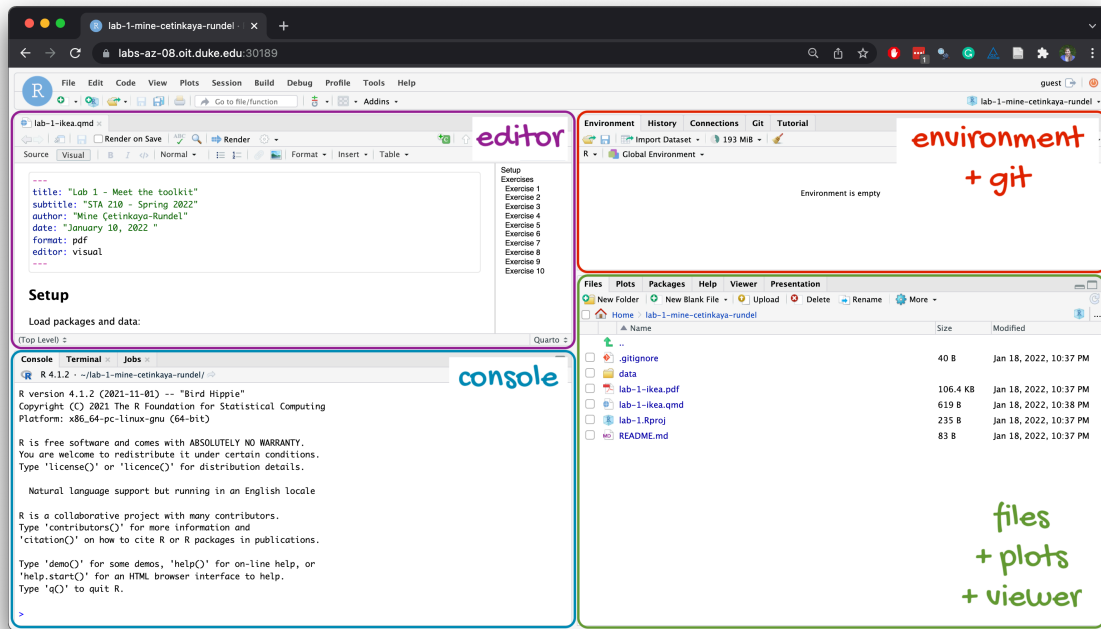 lab-1-mine-cetinkaya-rundel
labs-az-08.oit.duke.edu:30189
1
R
File Edit Code View Plots Session Build Debug Profile Tools Help
guest
Go to file/function
Addins
lab-1-mine-cetinkaya-rundel
lab-1-ikea.qmd
Render on Save
ABC
Render
editor
Source Visual B I </> Normal Format Insert Table
---
title: "Lab 1 - Meet the toolkit"
subtitle: "STA 210 - Spring 2022"
author: "Mine Çetinkaya-Rundel"
date: "January 10, 2022 "
format: pdf
editor: visual
---
Setup
Load packages and data:
Setup
Exercises
Exercise 1
Exercise 2
Exercise 3
Exercise 4
Exercise 5
Exercise 6
Exercise 7
Exercise 8
Exercise 9
Exercise 10
(Top Level)
Quarto
Console Terminal Jobs
console
R 4.1.2 · ~/lab-1-mine-cetinkaya-rundel/
R version 4.1.2 (2021-11-01) -- "Bird Hippie"
Copyright (C) 2021 The R Foundation for Statistical Computing
Platform: x86_64-pc-linux-gnu (64-bit)
R is free software and comes with ABSOLUTELY NO WARRANTY.
You are welcome to redistribute it under certain conditions.
Type 'license()' or 'licence()' for distribution details.
Natural language support but running in an English locale
R is a collaborative project with many contributors.
Type 'contributors()' for more information and
'citation()' on how to cite R or R packages in publications.
Type 'demo()' for some demos, 'help()' for on-line help, or
'help.start()' for an HTML browser interface to help.
Type 'q()' to quit R.
>
Environment History Connections Git Tutorial
Import Dataset 193 MiB
R Global Environment
environment
+ git
Environment is empty
Files Plots Packages Help Viewer Presentation
New Folder New Blank File Upload Delete Rename More
Home lab-1-mine-cetinkaya-rundel ...
Name Size Modified
..
.gitignore 40 B Jan 18, 2022, 10:37 PM
data
lab-1-ikea.pdf 106.4 KB Jan 18, 2022, 10:37 PM
lab-1-ikea.qmd 619 B Jan 18, 2022, 10:38 PM
lab-1.Rproj 235 B Jan 18, 2022, 10:37 PM
README.md 83 B Jan 18, 2022, 10:37 PM
files
+ plots
+ viewer